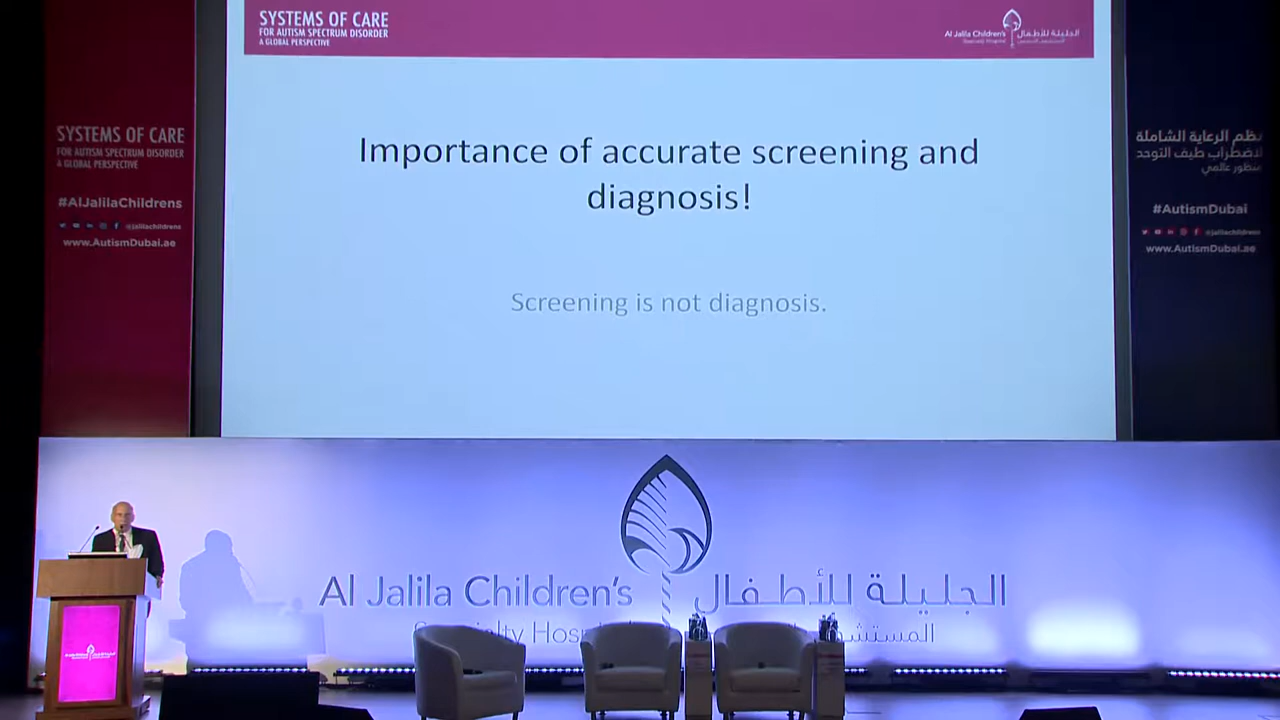 SYSTEMS OF CARE
FOR AUTISM SPECTRUM DISORDER
A GLOBAL PERSPECTIVE
Al Jalila Children's الجليلة للأطفال
Importance of accurate screening and
diagnosis!
Screening is not diagnosis.
SYSTEMS OF CARE
FOR AUTISM SPECTRUM DISORDER
A GLOBAL PERSPECTIVE
#AlJalilaChildrens
@jalilachildrens
www.AutismDubai.ae
نظم الرعاية الشاملة
لاضطراب طيف التوحد
منظور عالمي
#AutismDubai
@jalilachildrens
www.AutismDubai.ae
Al Jalila Children's الجليلة للأطفال
Specialty